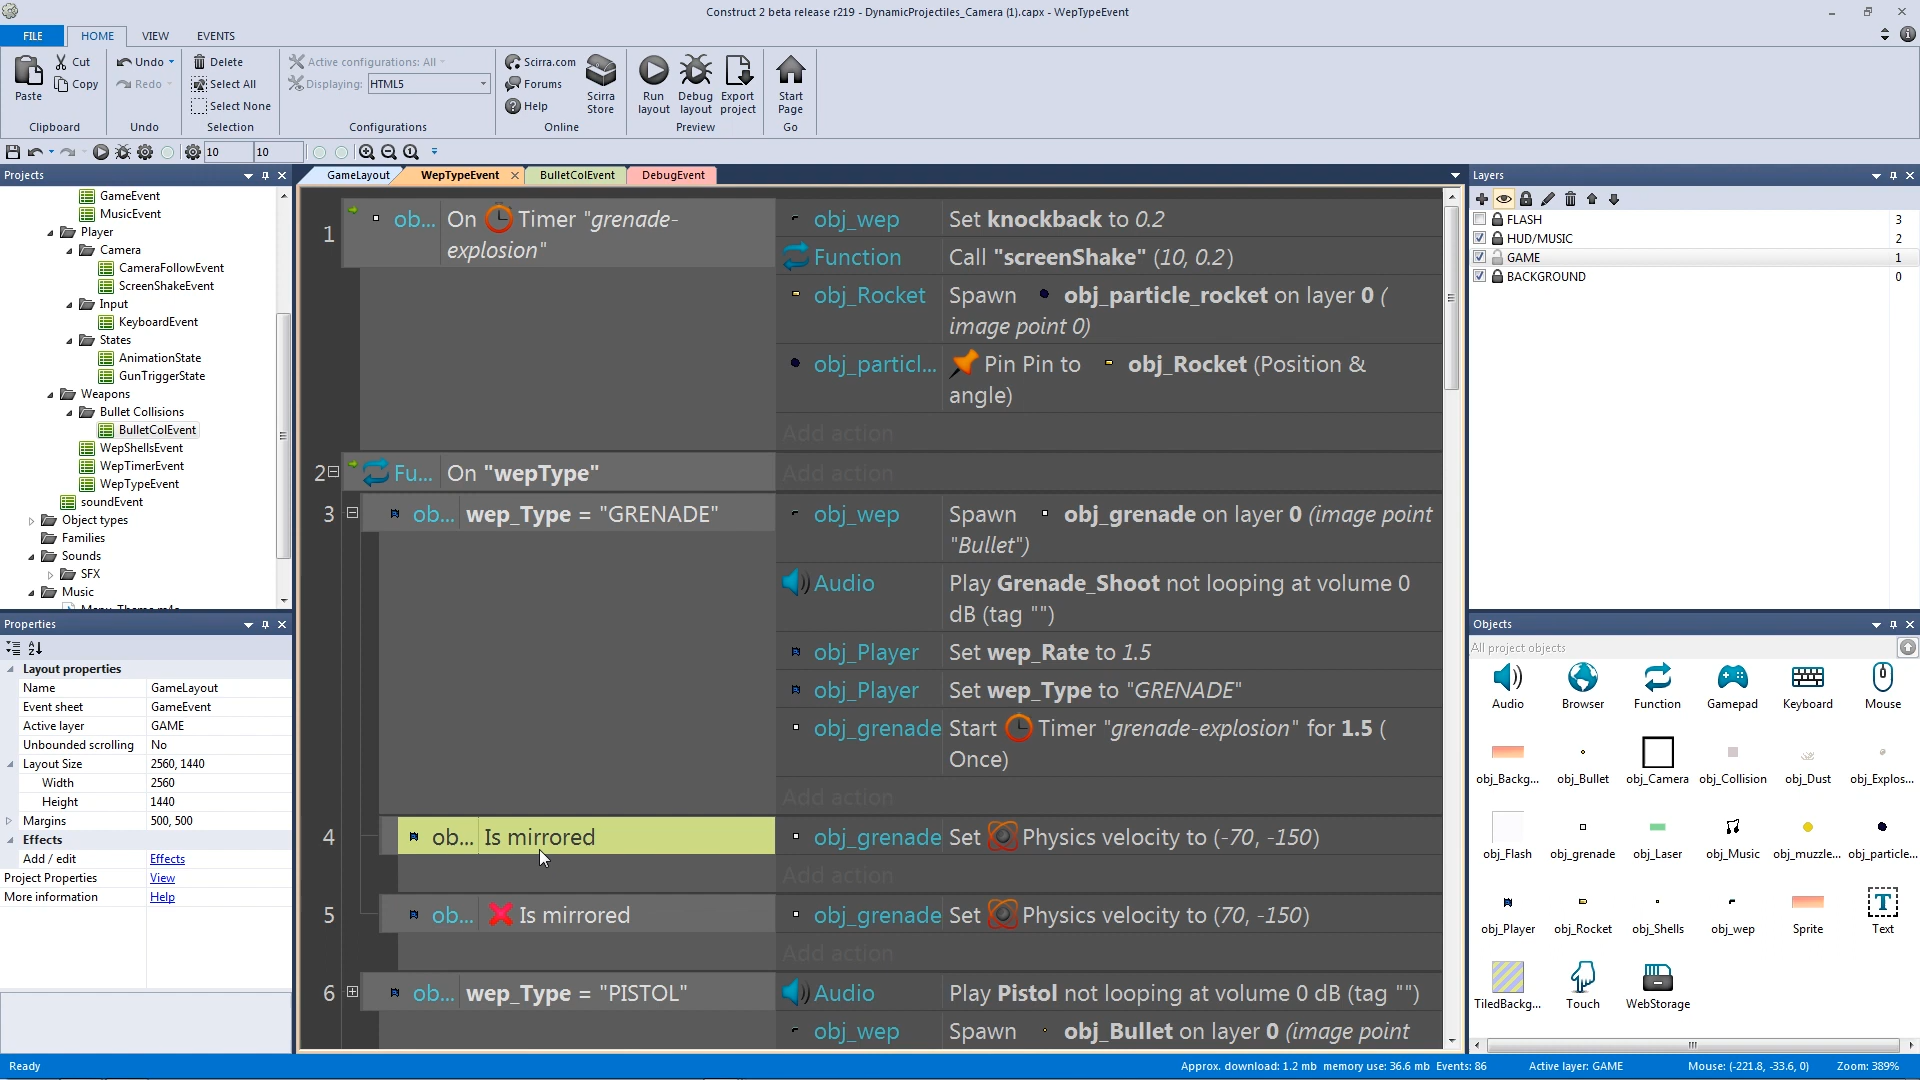 Construct 2 beta release r219 - DynamicProjectiles_Camera (1).capx - WepTypeEvent
FILE HOME VIEW EVENTS
Paste
Cut
Copy
Clipboard
Undo
Redo
Undo
Delete
Select All
Select None
Selection
Active configurations: All
Displaying: HTML5
Configurations
Scirra.com
Forums
Help
Scirra Store
Online
Run layout
Debug layout
Export project
Preview
Start Page
Go
10 10
Projects
GameEvent
MusicEvent
Player
Camera
CameraFollowEvent
ScreenShakeEvent
Input
KeyboardEvent
States
AnimationState
GunTriggerState
Weapons
Bullet Collisions
BulletColEvent
WepShellsEvent
WepTimerEvent
WepTypeEvent
soundEvent
Object types
Families
Sounds
SFX
Music
Properties
Layout properties
Name GameLayout
Event sheet GameEvent
Active layer GAME
Unbounded scrolling No
Layout Size 2560, 1440
Width 2560
Height 1440
Margins 500, 500
Effects
Add / edit Effects
Project Properties View
More information Help
GameLayout WepTypeEvent BulletColEvent DebugEvent
1 ob... On Timer "grenade-
explosion"
obj_wep Set knockback to 0.2
Function Call "screenShake" (10, 0.2)
obj_Rocket Spawn obj_particle_rocket on layer 0 (
image point 0)
obj_particl... Pin Pin to obj_Rocket (Position &
angle)
Add action
2 Fu... On "wepType" Add action
3 ob... wep_Type = "GRENADE"
obj_wep Spawn obj_grenade on layer 0 (image point
"Bullet")
Audio Play Grenade_Shoot not looping at volume 0
dB (tag "")
obj_Player Set wep_Rate to 1.5
obj_Player Set wep_Type to "GRENADE"
obj_grenade Start Timer "grenade-explosion" for 1.5 (
Once)
Add action
4 ob... Is mirrored obj_grenade Set Physics velocity to (-70, -150)
Add action
5 ob... Is mirrored obj_grenade Set Physics velocity to (70, -150)
Add action
6 ob... wep_Type = "PISTOL" Audio Play Pistol not looping at volume 0 dB (tag "")
obj_wep Spawn obj_Bullet on layer 0 (image point
Layers
FLASH 3
HUD/MUSIC 2
GAME 1
BACKGROUND 0
Objects
All project objects
Audio Browser Function Gamepad Keyboard Mouse
obj_Backg... obj_Bullet obj_Camera obj_Collision obj_Dust obj_Explos...
obj_Flash obj_grenade obj_Laser obj_Music obj_muzzle... obj_particle...
obj_Player obj_Rocket obj_Shells obj_wep Sprite Text
TiledBackg... Touch WebStorage
Ready Approx. download: 1.2 mb memory use: 36.6 mb Events: 86 Active layer: GAME Mouse: (-221.8, -33.6, 0) Zoom: 389%